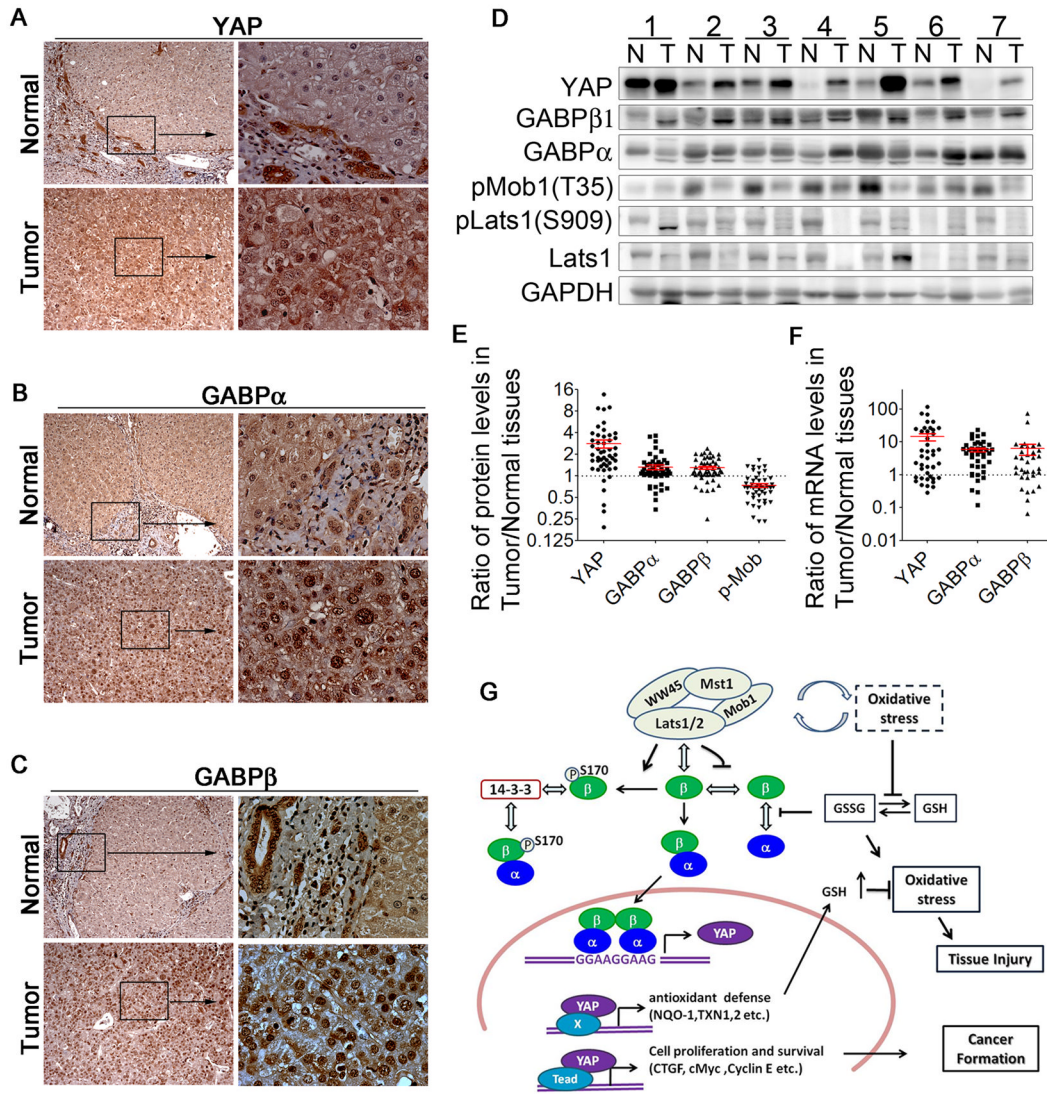 A
YAP
Normal
Tumor
B
GABPα
Normal
Tumor
C
GABPβ
Normal
Tumor
D
1 2 3 4 5 6 7
N T N T N T N T N T N T N T
YAP
GABPβ1
GABPα
pMob1(T35)
pLats1(S909)
Lats1
GAPDH
E
Ratio of protein levels in
Tumor/Normal tissues
16
8
4
2
1
0.5
0.25
0.125
YAP
GABPα
GABPβ
p-Mob
F
Ratio of mRNA levels in
Tumor/Normal tissues
100
10
1
0.1
0.01
YAP
GABPα
GABPβ
G
WW45
Mst1
Mob1
Lats1/2
Oxidative
stress
14-3-3
P S170
β
β
β
GSSG
GSH
β
P S170
α
β
α
α
GSH
Oxidative
stress
β β
α α
YAP
GGAAGGAAG
Tissue Injury
YAP
X
antioxidant defense
(NQO-1,TXN1,2 etc.)
YAP
Tead
Cell proliferation and survival
(CTGF, cMyc ,Cyclin E etc.)
Cancer
Formation